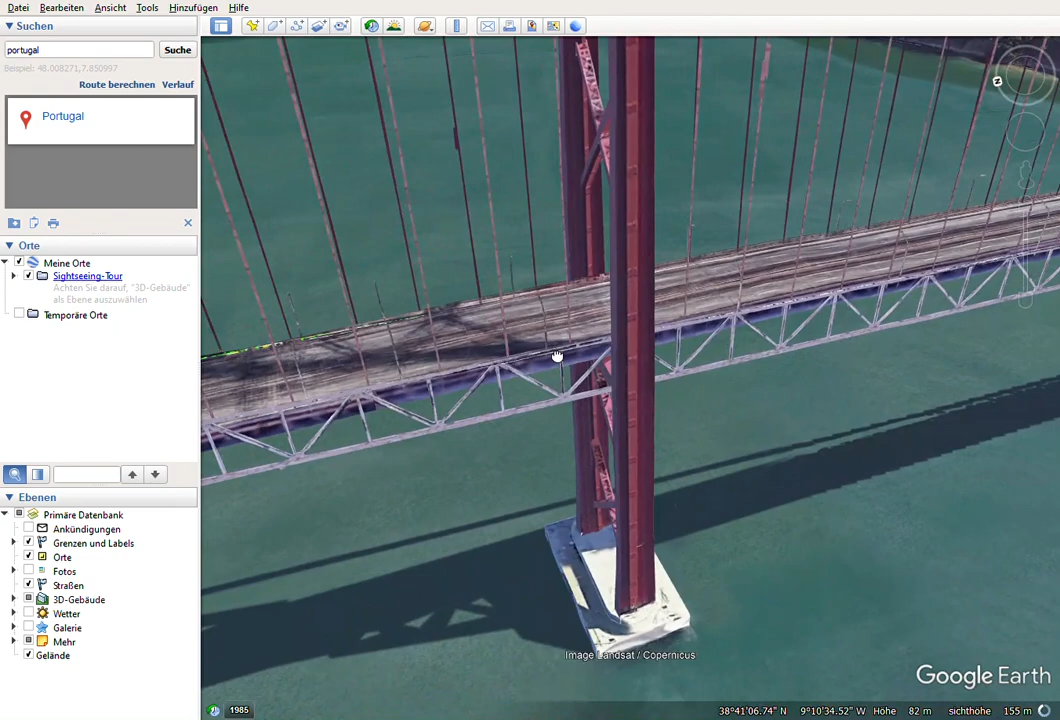 Datei Bearbeiten Ansicht Tools Hinzufügen Hilfe
Suchen
portugal
Suche
Beispiel: 48.008271,7.850997
Route berechnen Verlauf
Portugal
Orte
Meine Orte
Sightseeing-Tour
Achten Sie darauf, "3D-Gebäude"
als Ebene auszuwählen
Temporäre Orte
Ebenen
Primäre Datenbank
Ankündigungen
Grenzen und Labels
Orte
Fotos
Straßen
3D-Gebäude
Wetter
Galerie
Mehr
Gelände
Image Landsat / Copernicus
Google Earth
1985
38°41'06.74" N 9°10'34.52" W Höhe 82 m sichthöhe 155 m